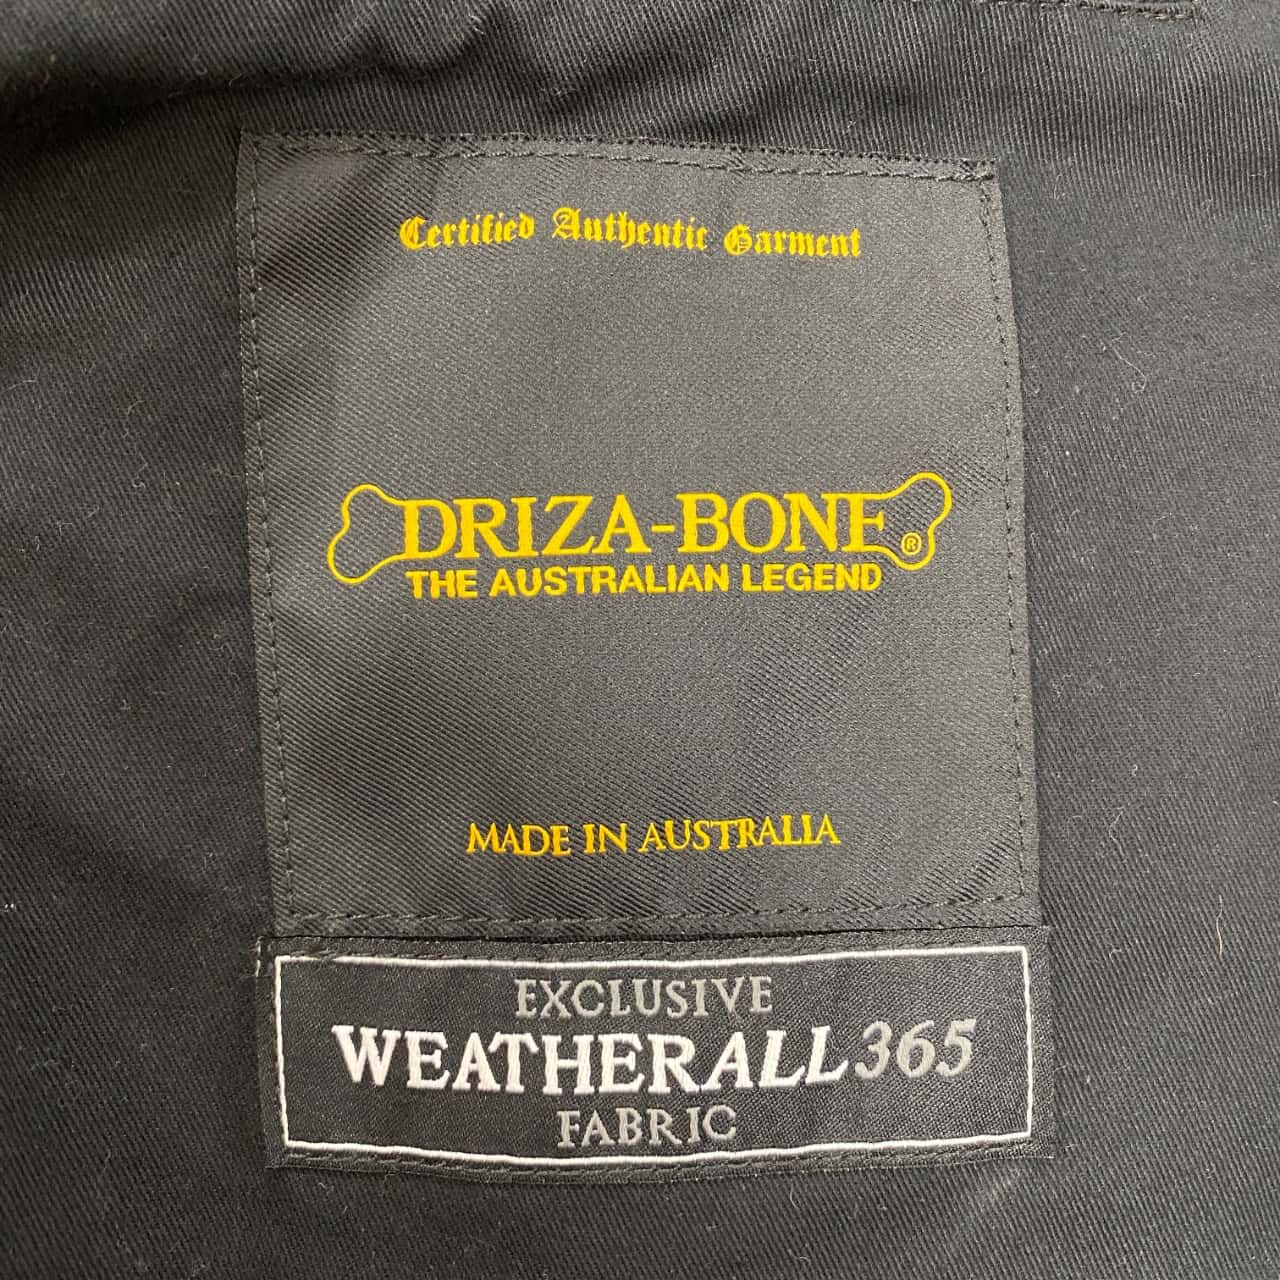 Certified Authentic Garment
DRIZA-BONE®
THE AUSTRALIAN LEGEND
MADE IN AUSTRALIA
EXCLUSIVE
WEATHERALL365
FABRIC